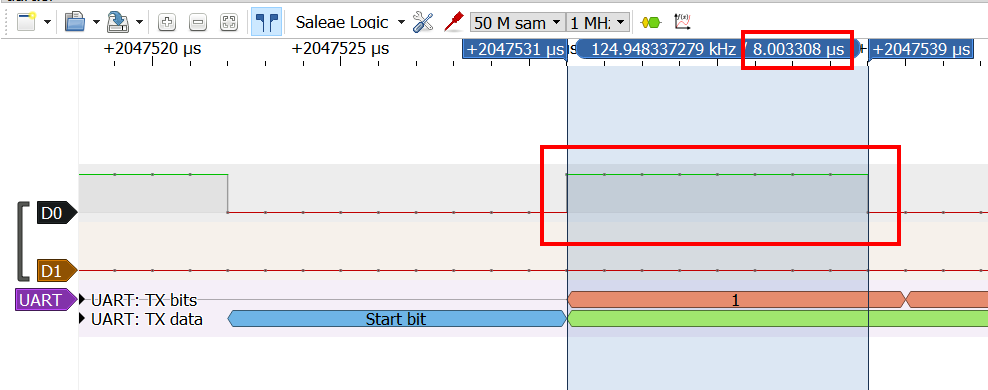 Saleae Logic 50 M sam 1 MHz f(x)
+2047520 µs +2047525 µs +2047531 µs 124.948337279 kHz / 8.003308 µs +2047539 µs
D0
D1
UART UART: TX bits 1
UART: TX data Start bit